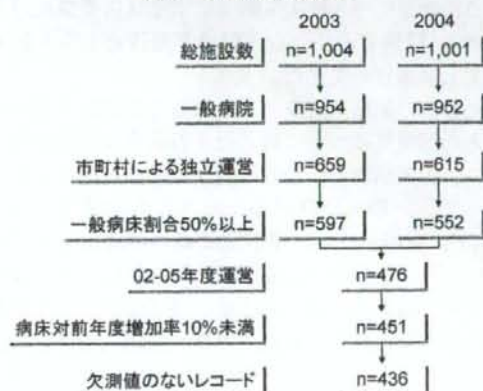 2003 2004
総施設数 n=1,004 n=1,001
一般病院 n=954 n=952
市町村による独立運営 n=659 n=615
一般病床割合50%以上 n=597 n=552
02-05年度運営 n=476
病床対前年度増加率10%未満 n=451
欠測値のないレコード n=436